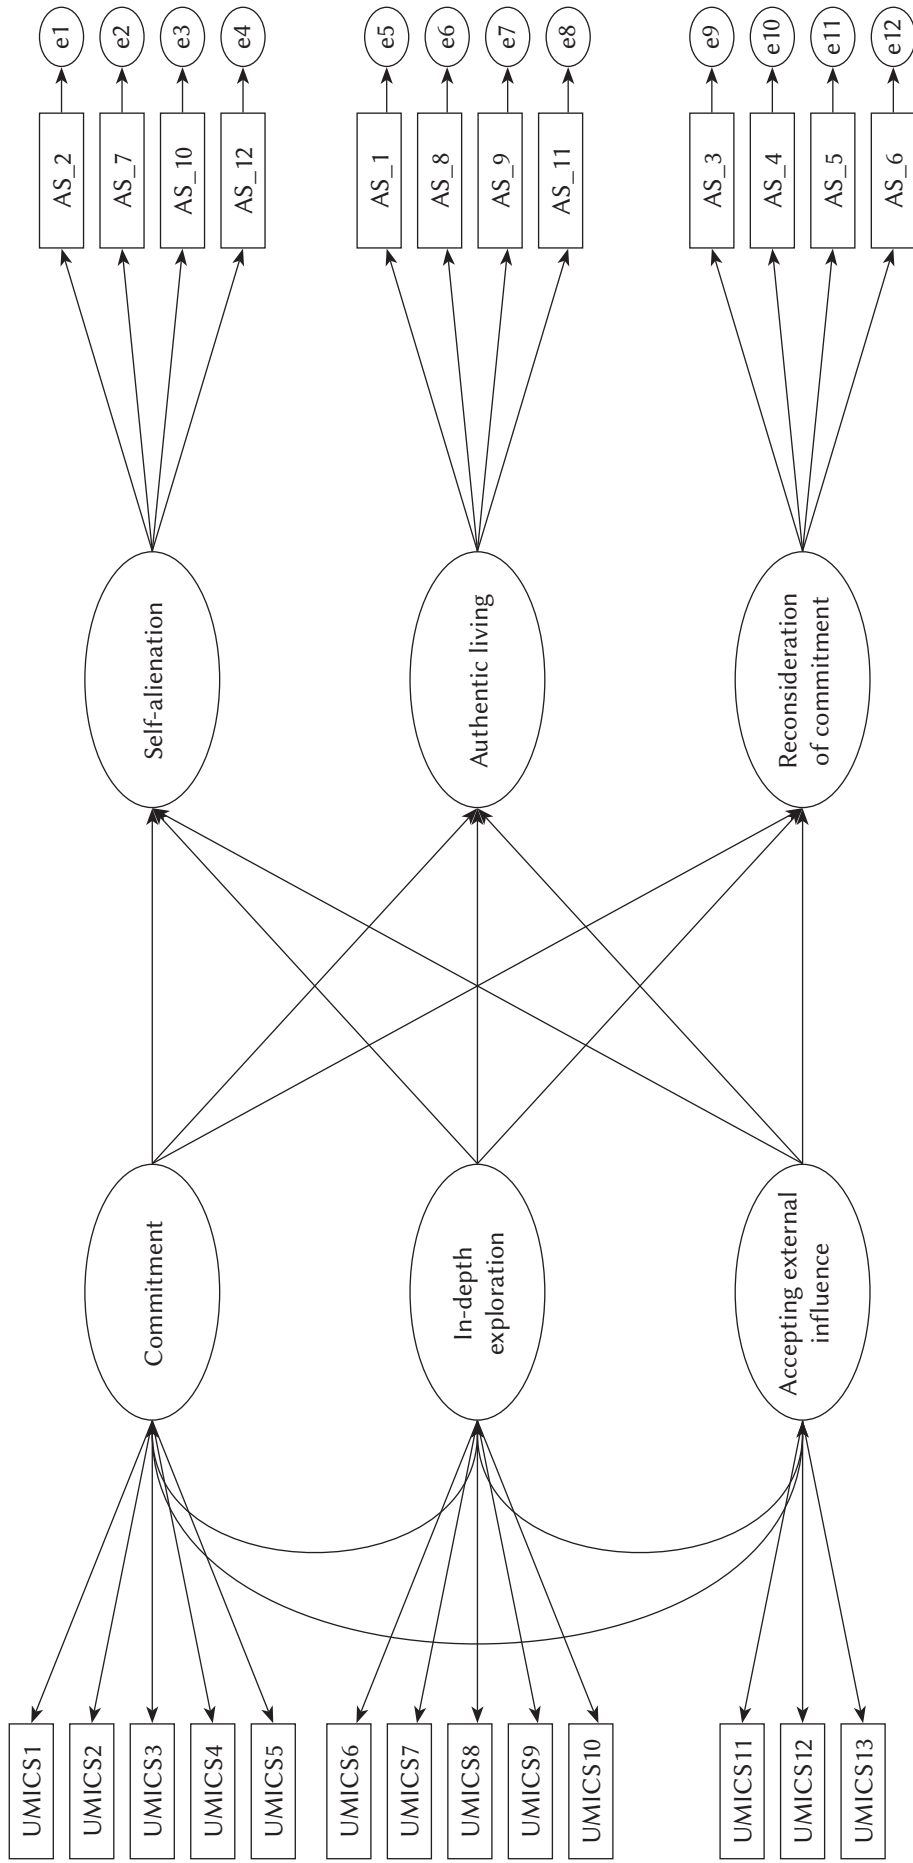 UMICS1
UMICS2
UMICS3
UMICS4
UMICS5
UMICS6
UMICS7
UMICS8
UMICS9
UMICS10
UMICS11
UMICS12
UMICS13
Commitment
In-depth
exploration
Accepting external
influence
Self-alienation
Authentic living
Reconsideration
of commitment
AS_2
AS_7
AS_10
AS_12
AS_1
AS_8
AS_9
AS_11
AS_3
AS_4
AS_5
AS_6
e1
e2
e3
e4
e5
e6
e7
e8
e9
e10
e11
e12